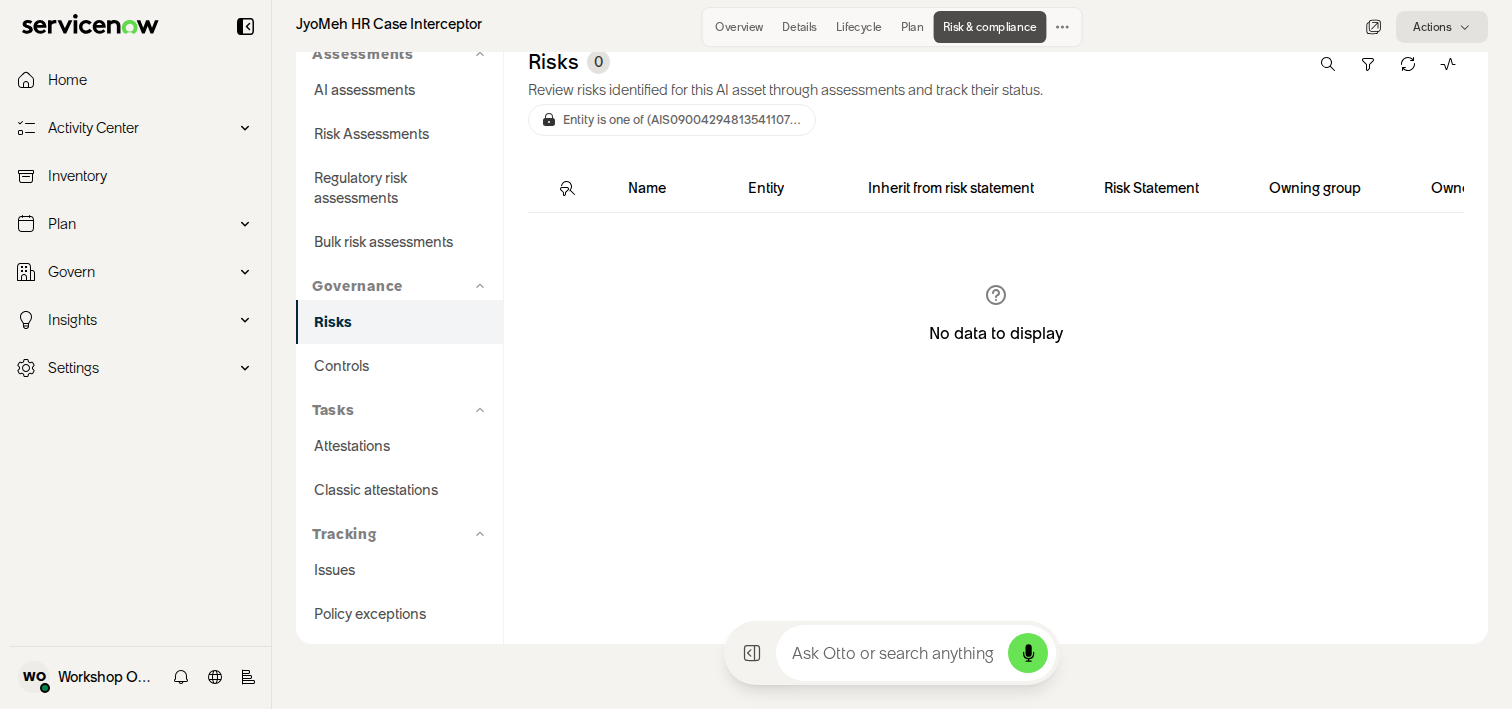 servicenow
Home
Activity Center
Inventory
Plan
Govern
Insights
Settings
WO
Workshop O...
JyoMeh HR Case Interceptor
Overview
Details
Lifecycle
Plan
Risk & compliance
Actions
Assessments
AI assessments
Risk Assessments
Regulatory risk
assessments
Bulk risk assessments
Governance
Risks
Controls
Tasks
Attestations
Classic attestations
Tracking
Issues
Policy exceptions
Risks 0
Review risks identified for this AI asset through assessments and track their status.
Entity is one of (AIS09004294813541107...
Name
Entity
Inherit from risk statement
Risk Statement
Owning group
Owne
No data to display
Ask Otto or search anything